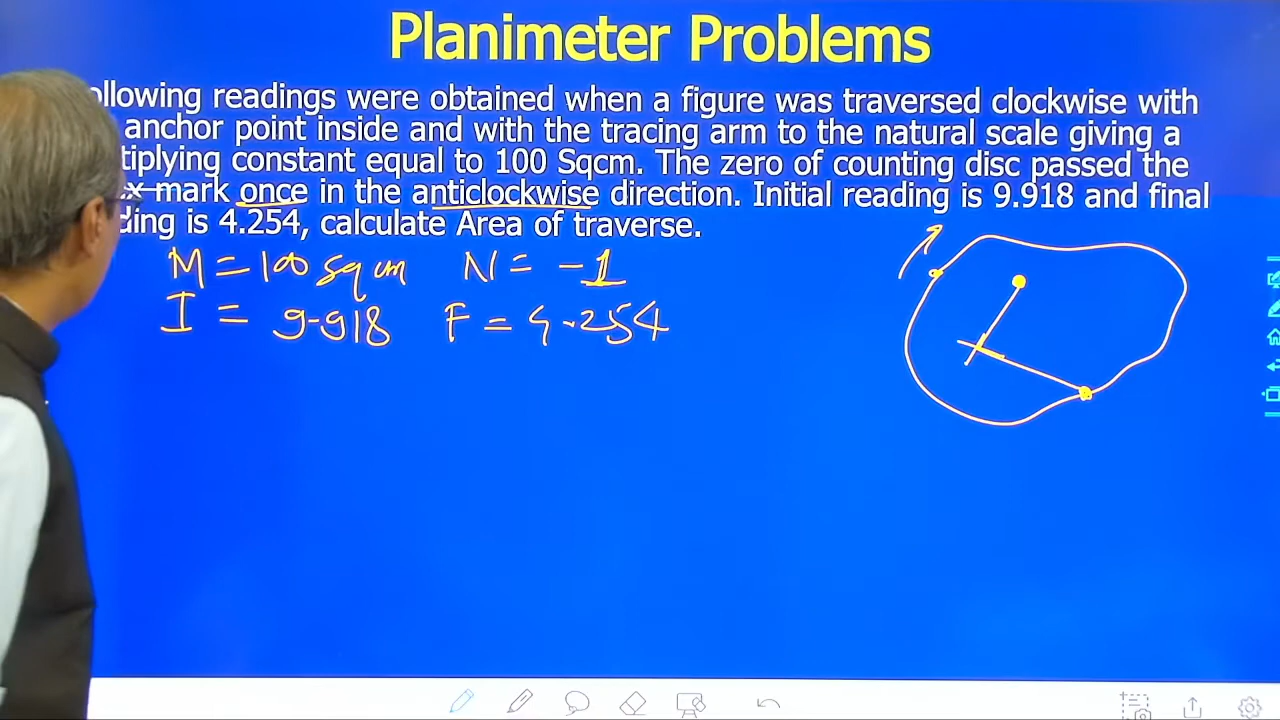 Planimeter Problems
ollowing readings were obtained when a figure was traversed clockwise with
anchor point inside and with the tracing arm to the natural scale giving a
tiplying constant equal to 100 Sqcm. The zero of counting disc passed the
x mark once in the anticlockwise direction. Initial reading is 9.918 and final
ding is 4.254, calculate Area of traverse.
M = 100 sqcm N = -1
I = 9.918 F = 4.254